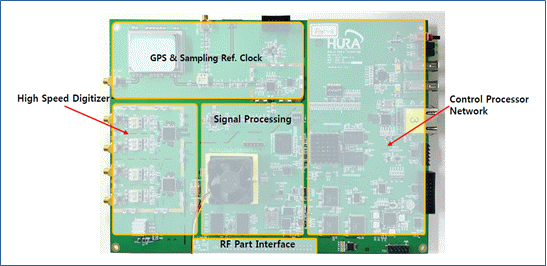 HURA
GPS & Sampling Ref. Clock
High Speed Digitizer
Signal Processing
Control Processor
Network
RF Part Interface